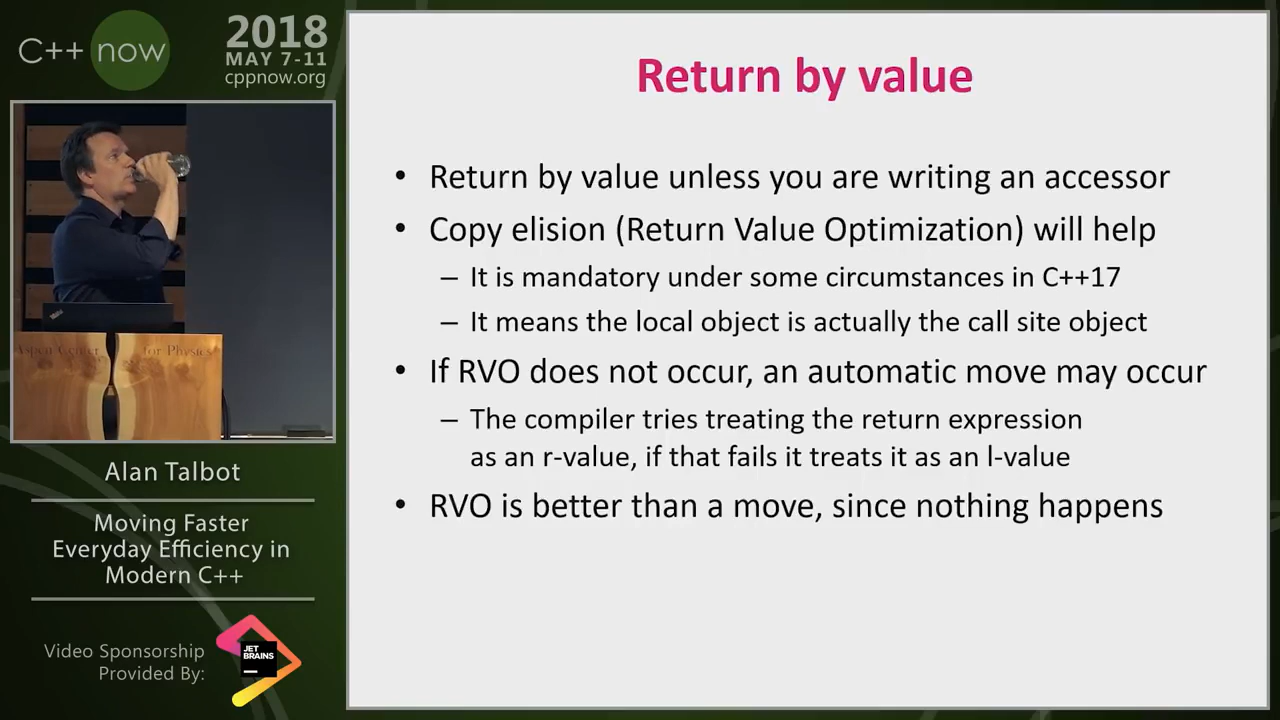 C++ now
2018
MAY 7-11
cppnow.org
Aspen Center for Physics
Alan Talbot
Moving Faster
Everyday Efficiency in
Modern C++
Video Sponsorship
Provided By:
JET
BRAINS
Return by value
• Return by value unless you are writing an accessor
• Copy elision (Return Value Optimization) will help
– It is mandatory under some circumstances in C++17
– It means the local object is actually the call site object
• If RVO does not occur, an automatic move may occur
– The compiler tries treating the return expression
as an r-value, if that fails it treats it as an l-value
• RVO is better than a move, since nothing happens